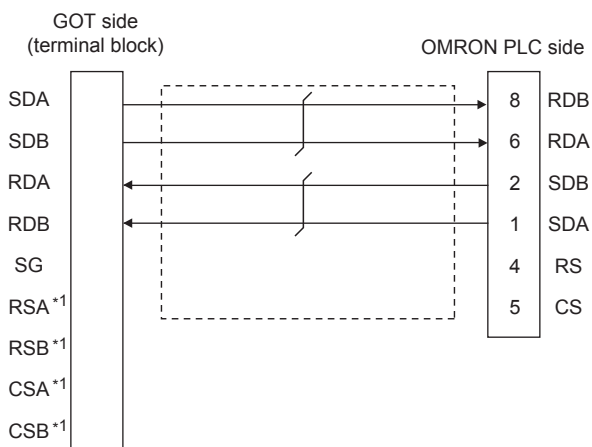 GOT side
(terminal block)
OMRON PLC side
SDA 8 RDB
SDB 6 RDA
RDA 2 SDB
RDB 1 SDA
SG 4 RS
RSA*1 5 CS
RSB*1
CSA*1
CSB*1